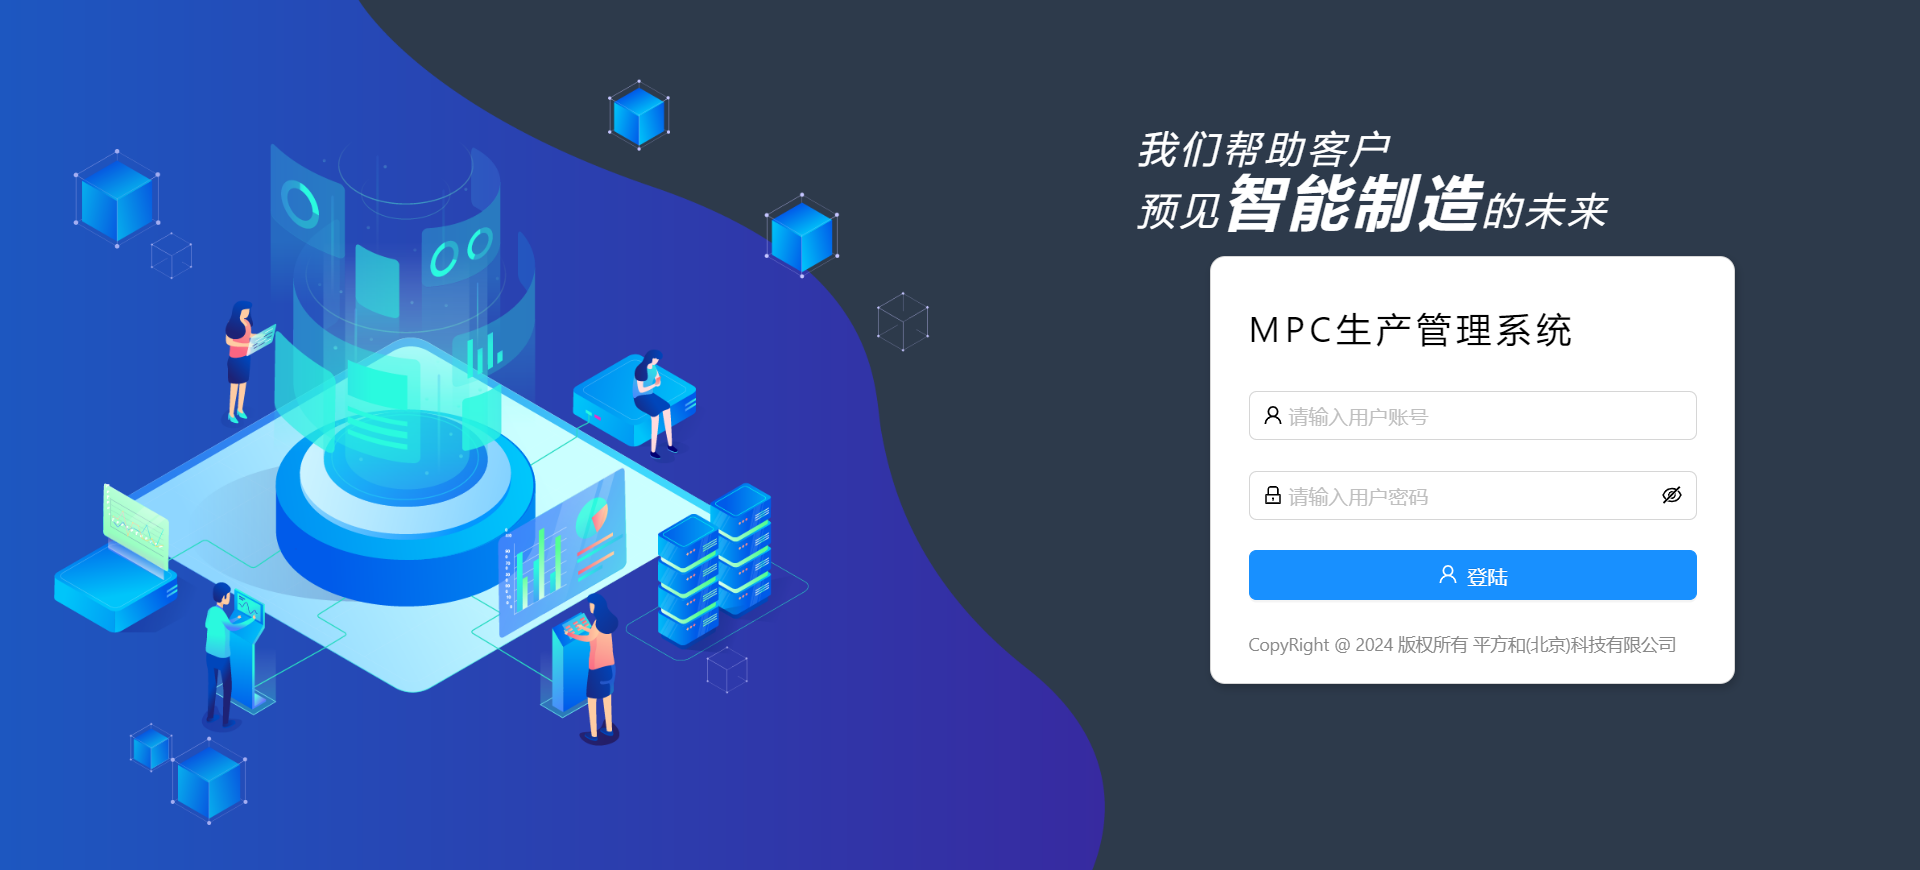 我们帮助客户
预见智能制造的未来
MPC生产管理系统
请输入用户账号
请输入用户密码
登陆
CopyRight @ 2024 版权所有 平方和(北京)科技有限公司